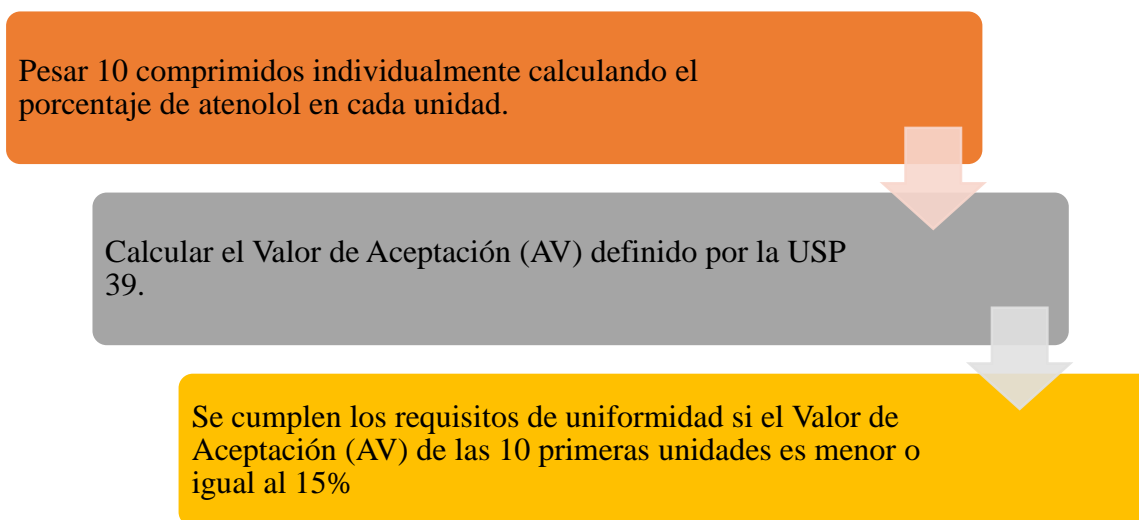 Pesar 10 comprimidos individualmente calculando el
porcentaje de atenolol en cada unidad.
Calcular el Valor de Aceptación (AV) definido por la USP
39.
Se cumplen los requisitos de uniformidad si el Valor de
Aceptación (AV) de las 10 primeras unidades es menor o
igual al 15%